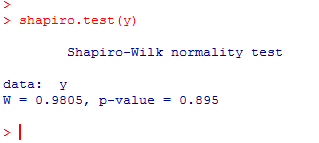 >
> shapiro.test(y)
Shapiro-Wilk normality test
data:  y
W = 0.9805, p-value = 0.895
>